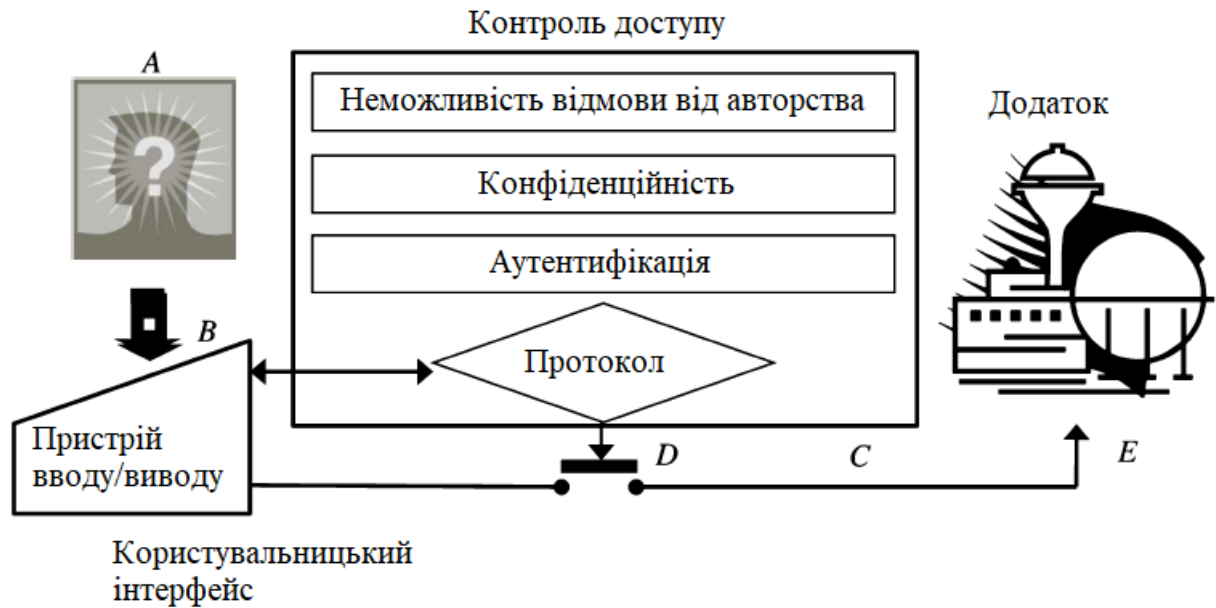 Контроль доступу
A
Неможливість відмови від авторства
Додаток
Конфіденційність
Аутентифікація
?
B
Протокол
Пристрій
вводу/виводу
D
C
E
Користувальницький
інтерфейс